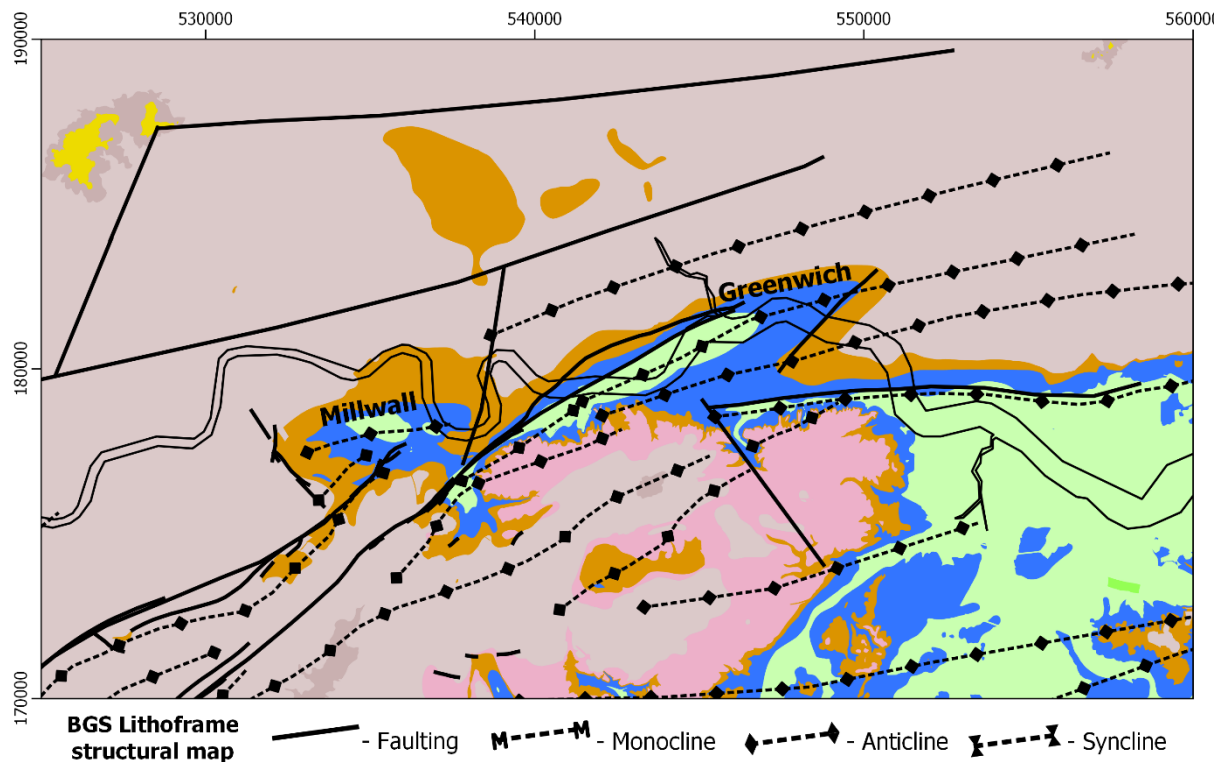 530000 540000 550000 560000
190000
180000
170000
Greenwich
Millwall
BGS Lithoframe
structural map
- Faulting
M M - Monocline
- Anticline
- Syncline